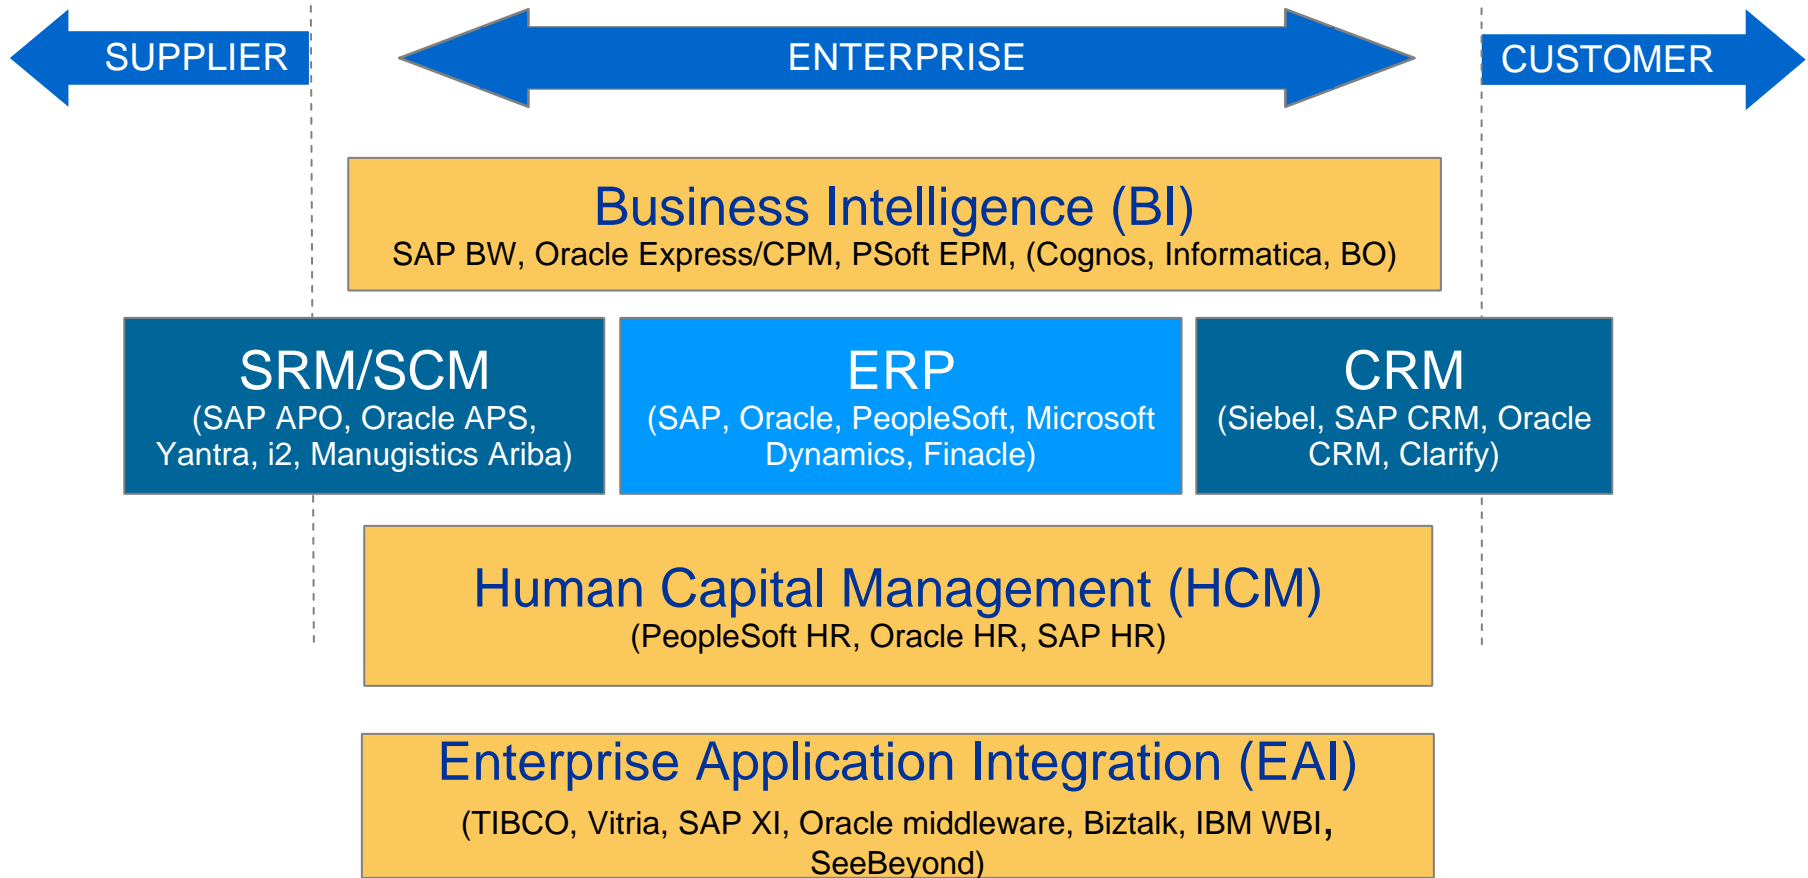 SUPPLIER
ENTERPRISE
CUSTOMER
Business Intelligence (BI)
SAP BW, Oracle Express/CPM, PSoft EPM, (Cognos, Informatica, BO)
SRM/SCM
(SAP APO, Oracle APS,
Yantra, i2, Manugistics Ariba)
ERP
(SAP, Oracle, PeopleSoft, Microsoft
Dynamics, Finacle)
CRM
(Siebel, SAP CRM, Oracle
CRM, Clarify)
Human Capital Management (HCM)
(PeopleSoft HR, Oracle HR, SAP HR)
Enterprise Application Integration (EAI)
(TIBCO, Vitria, SAP XI, Oracle middleware, Biztalk, IBM WBI,
SeeBeyond)